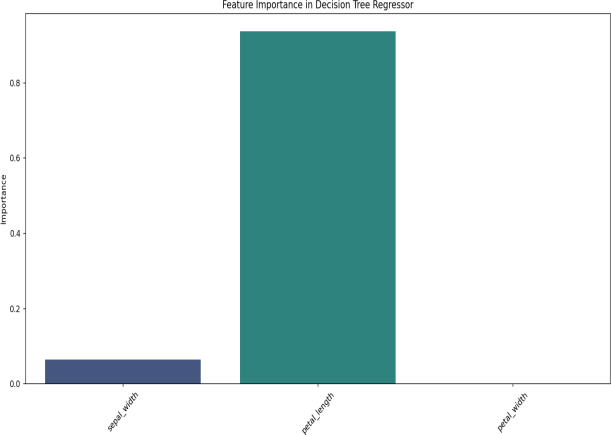 Feature Importance in Decision Tree Regressor
Importance
0.8
0.6
0.4
0.2
0.0
sepal_width
petal_length
petal_width